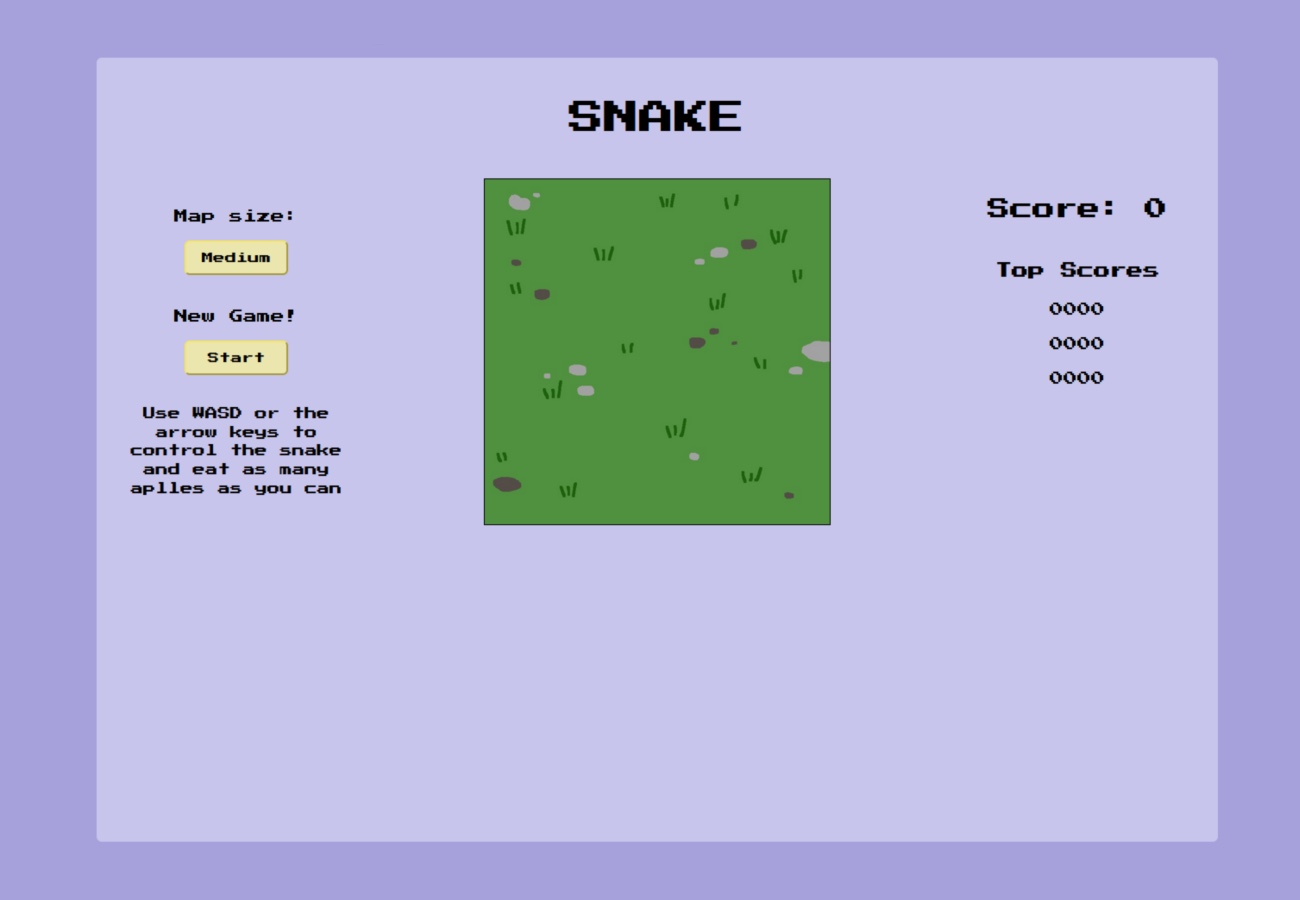 SNAKE
Map size:
Medium
New Game!
Start
Use WASD or the
arrow keys to
control the snake
and eat as many
aplles as you can
Score: 0
Top Scores
0000
0000
0000